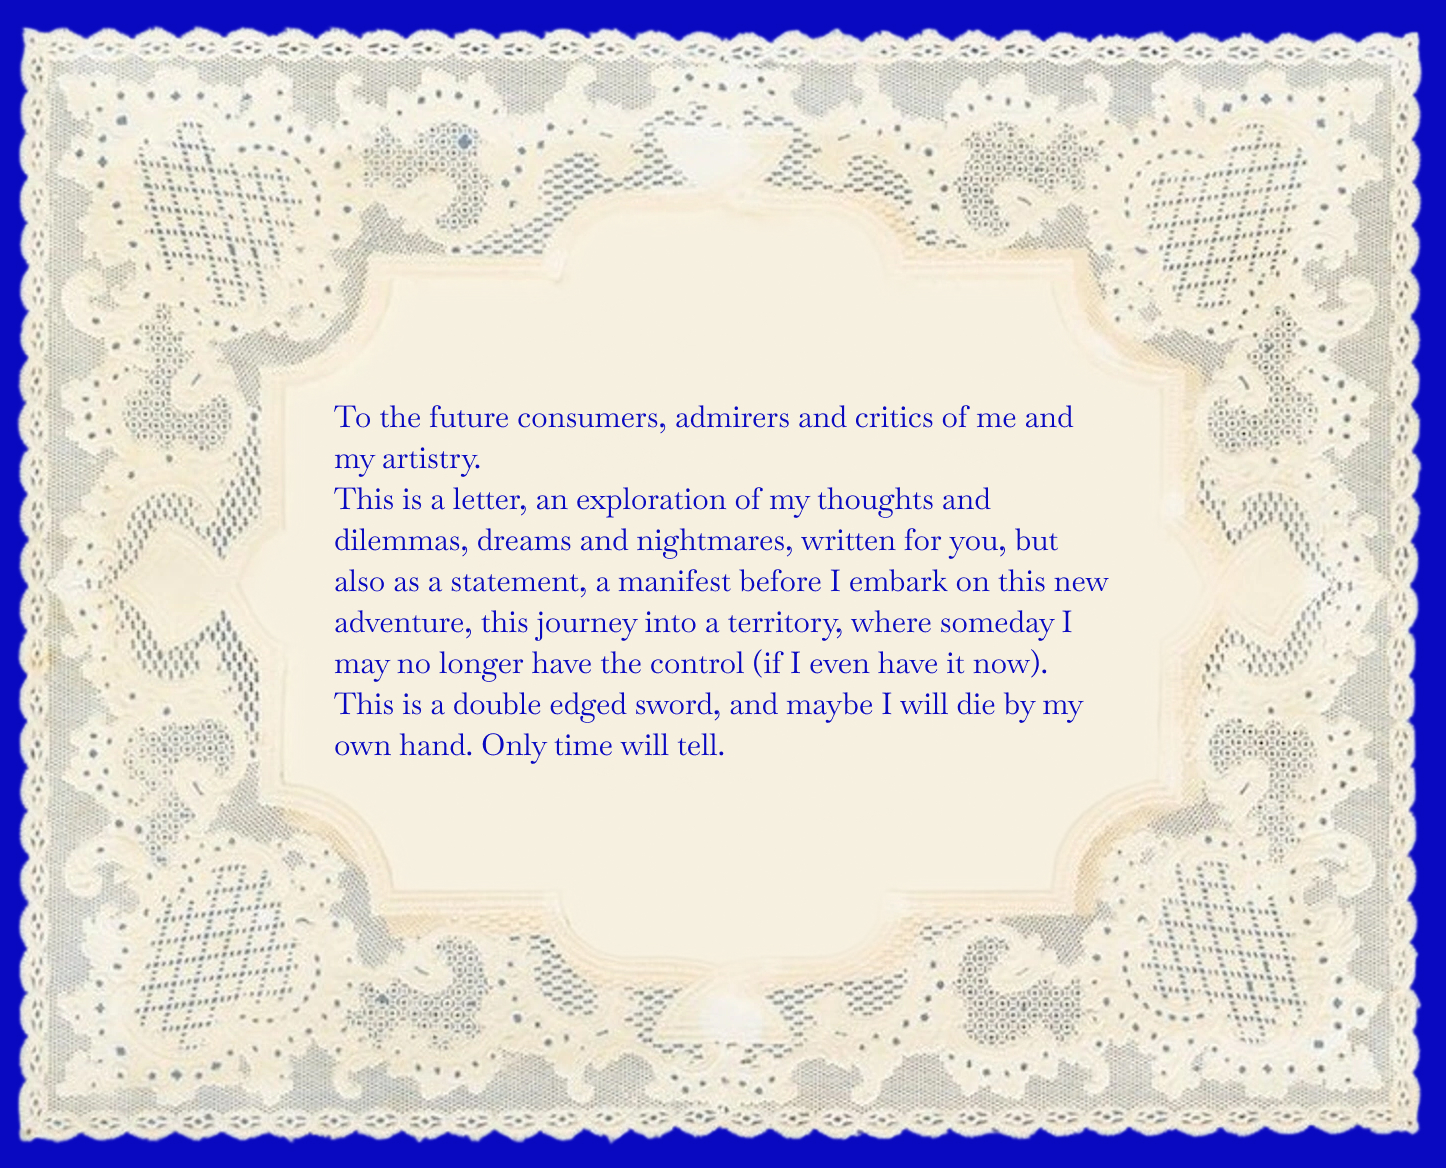 To the future consumers, admirers and critics of me and
my artistry.
This is a letter, an exploration of my thoughts and
dilemmas, dreams and nightmares, written for you, but
also as a statement, a manifest before I embark on this new
adventure, this journey into a territory, where someday I
may no longer have the control (if I even have it now).
This is a double edged sword, and maybe I will die by my
own hand. Only time will tell.